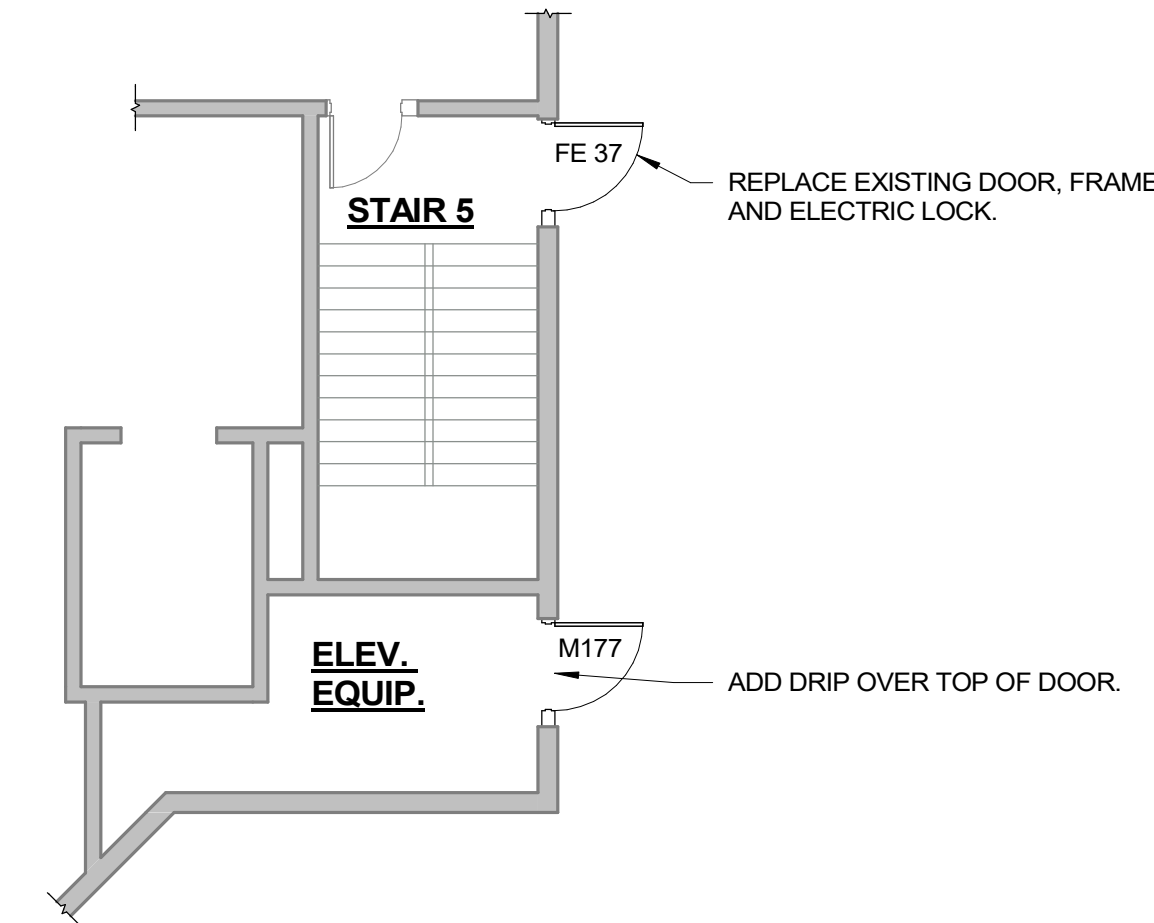 FE 37
REPLACE EXISTING DOOR, FRAME
AND ELECTRIC LOCK.
STAIR 5
M177
ELEV.
EQUIP.
ADD DRIP OVER TOP OF DOOR.